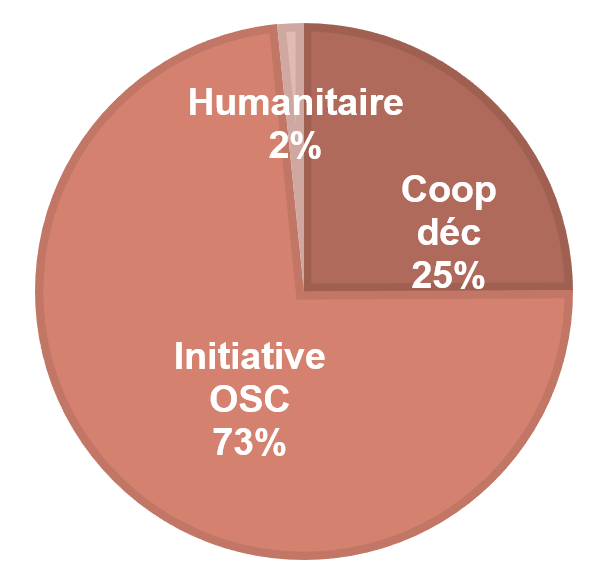 Humanitaire
2%
Coop
déc
25%
Initiative
OSC
73%